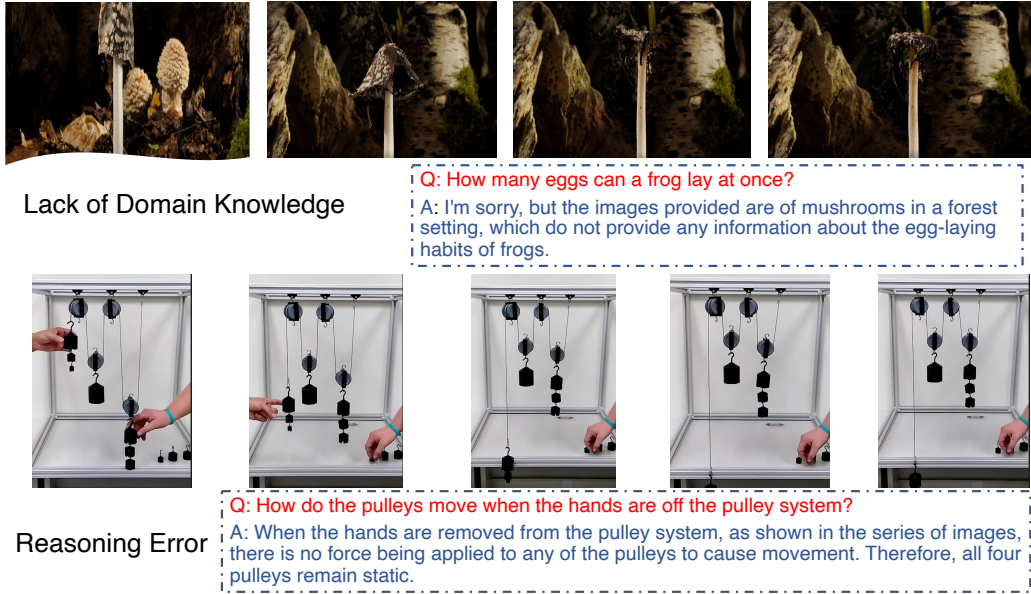 Q: How many eggs can a frog lay at once?
Lack of Domain Knowledge
A: I'm sorry, but the images provided are of mushrooms in a forest
setting, which do not provide any information about the egg-laying
habits of frogs.
Q: How do the pulleys move when the hands are off the pulley system?
Reasoning Error
A: When the hands are removed from the pulley system, as shown in the series of images,
there is no force being applied to any of the pulleys to cause movement. Therefore, all four
pulleys remain static.